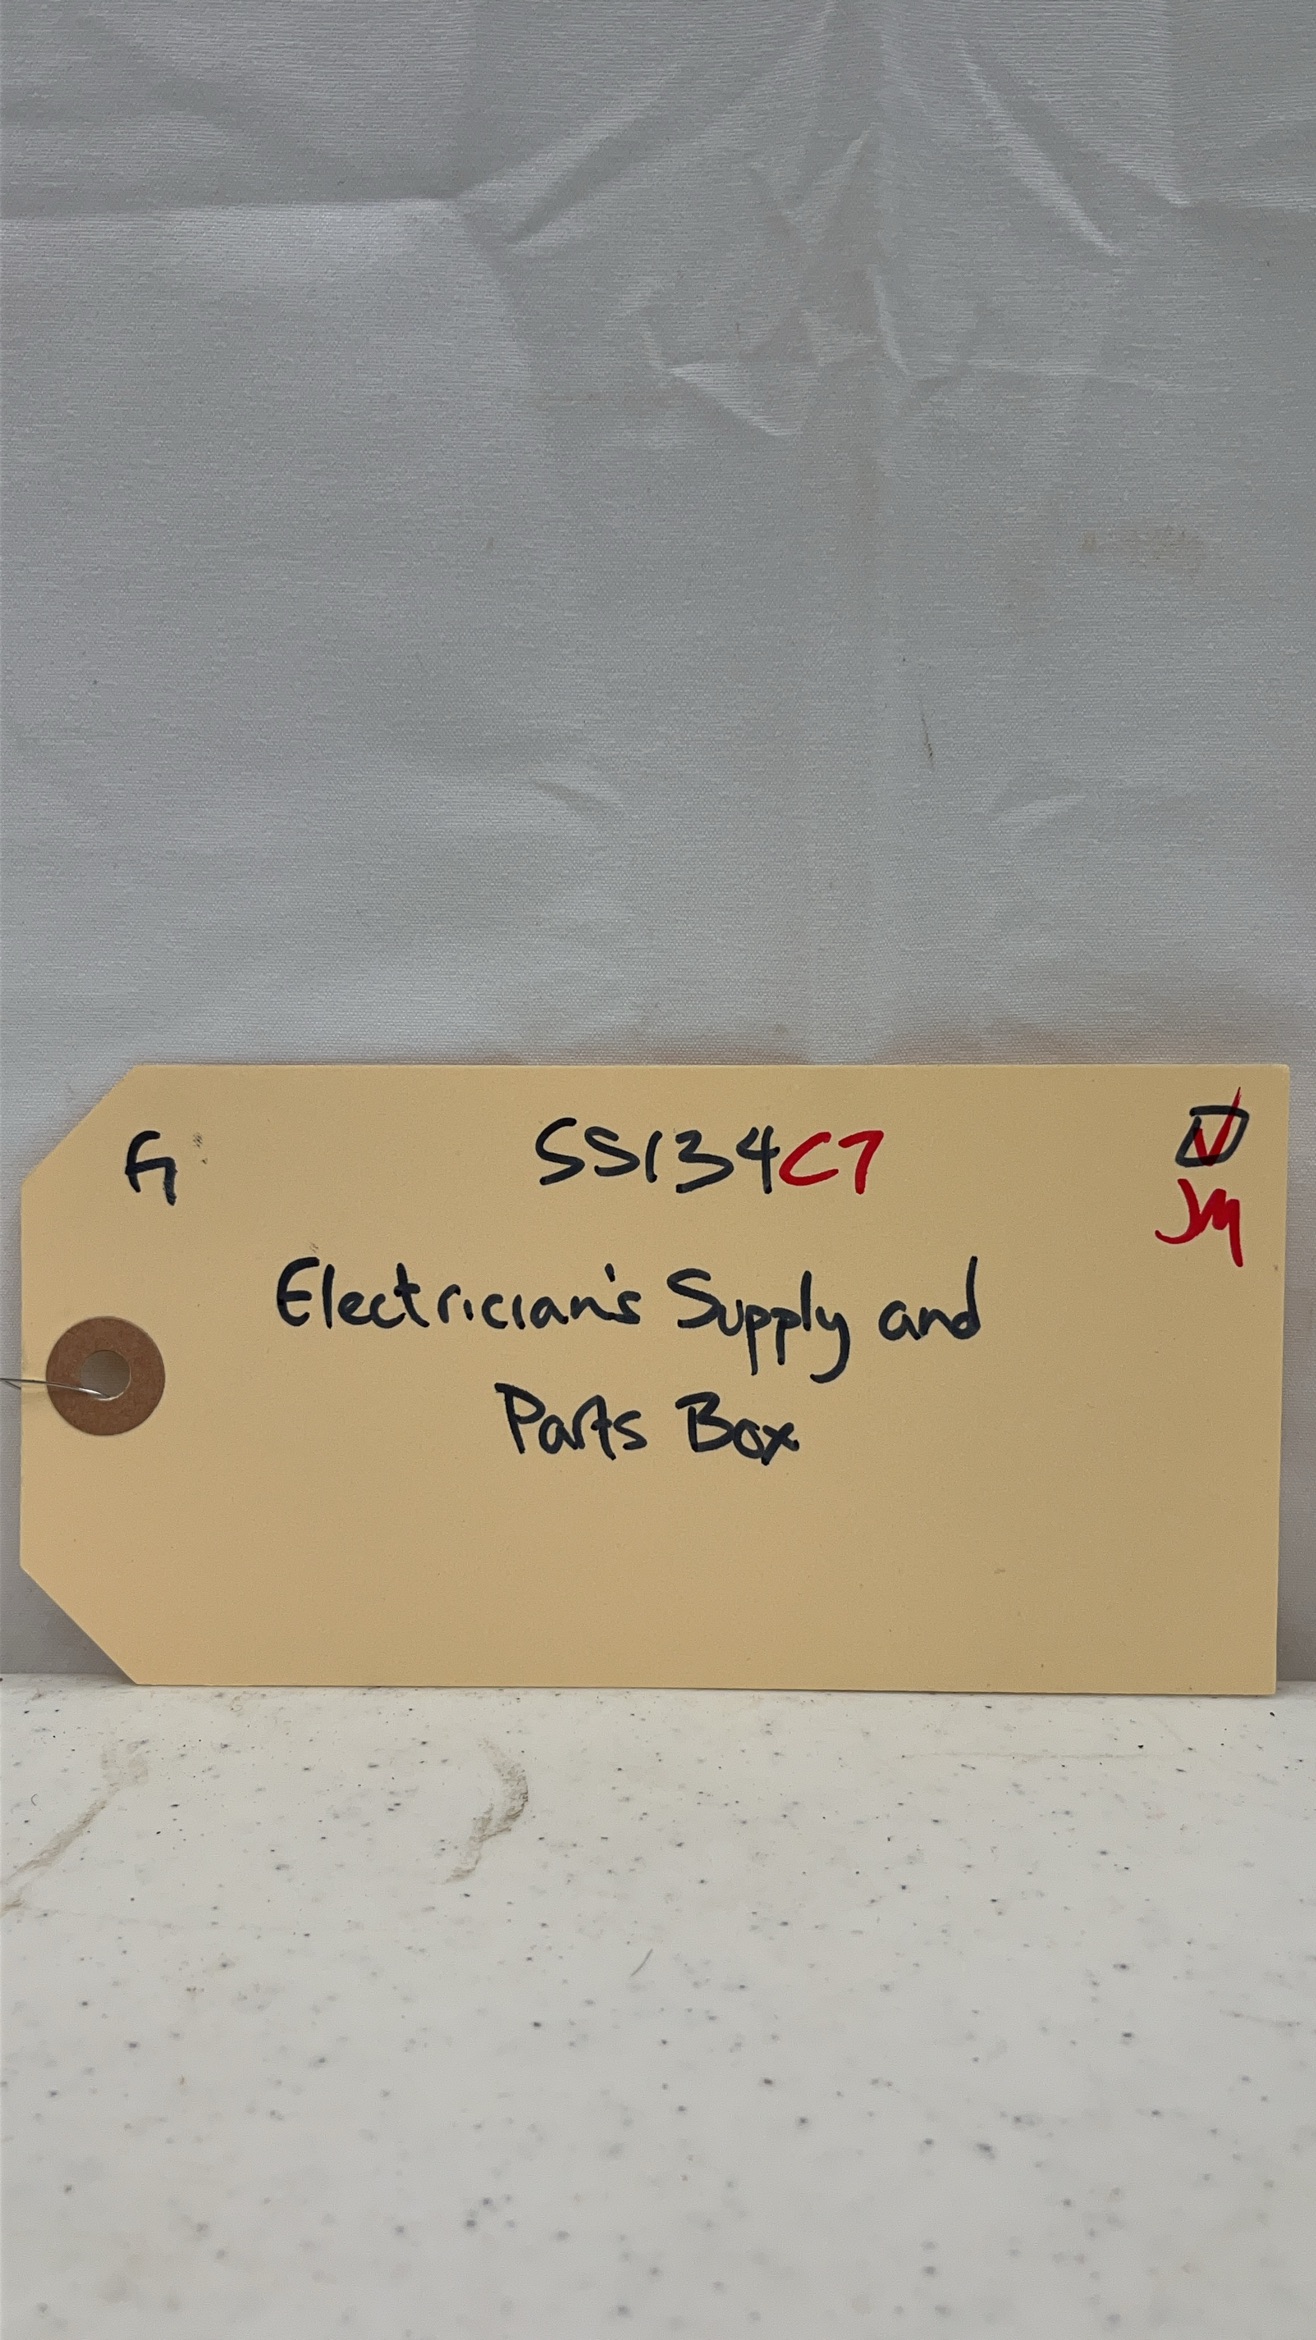 G SS134C7 ☑
JM
Electrician's Supply and
Parts Box